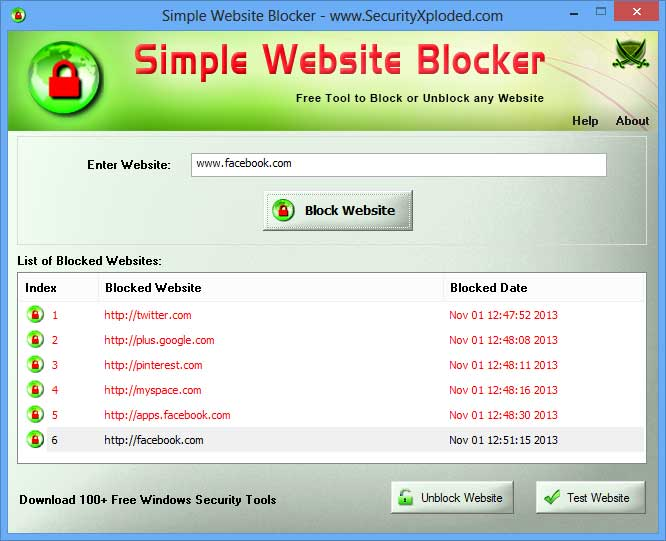 Simple Website Blocker - www.SecurityXploded.com
Simple Website Blocker
Free Tool to Block or Unblock any Website
Help About
Enter Website: www.facebook.com
Block Website
List of Blocked Websites:
Index Blocked Website Blocked Date
1 http://twitter.com Nov 01 12:47:52 2013
2 http://plus.google.com Nov 01 12:48:08 2013
3 http://pinterest.com Nov 01 12:48:11 2013
4 http://myspace.com Nov 01 12:48:16 2013
5 http://apps.facebook.com Nov 01 12:48:30 2013
6 http://facebook.com Nov 01 12:51:15 2013
Download 100+ Free Windows Security Tools Unblock Website Test Website